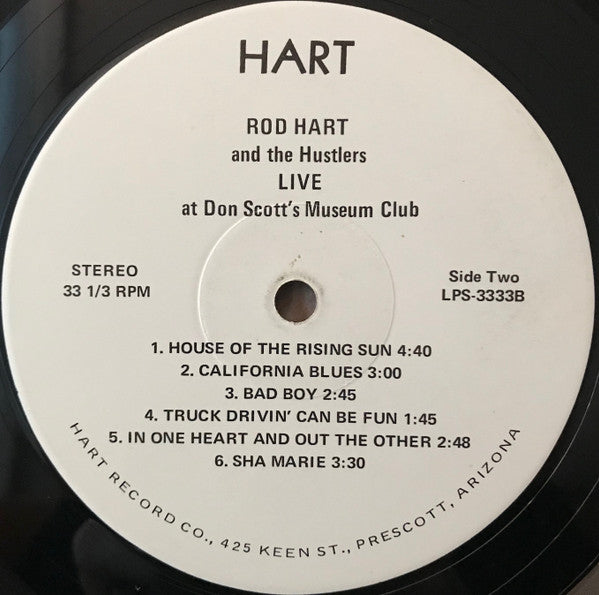 HART
ROD HART
and the Hustlers
LIVE
at Don Scott's Museum Club
STEREO
33 1/3 RPM
Side Two
LPS-3333B
1. HOUSE OF THE RISING SUN 4:40
2. CALIFORNIA BLUES 3:00
3. BAD BOY 2:45
4. TRUCK DRIVIN' CAN BE FUN 1:45
5. IN ONE HEART AND OUT THE OTHER 2:48
6. SHA MARIE 3:30
HART RECORD CO., 425 KEEN ST., PRESCOTT, ARIZONA